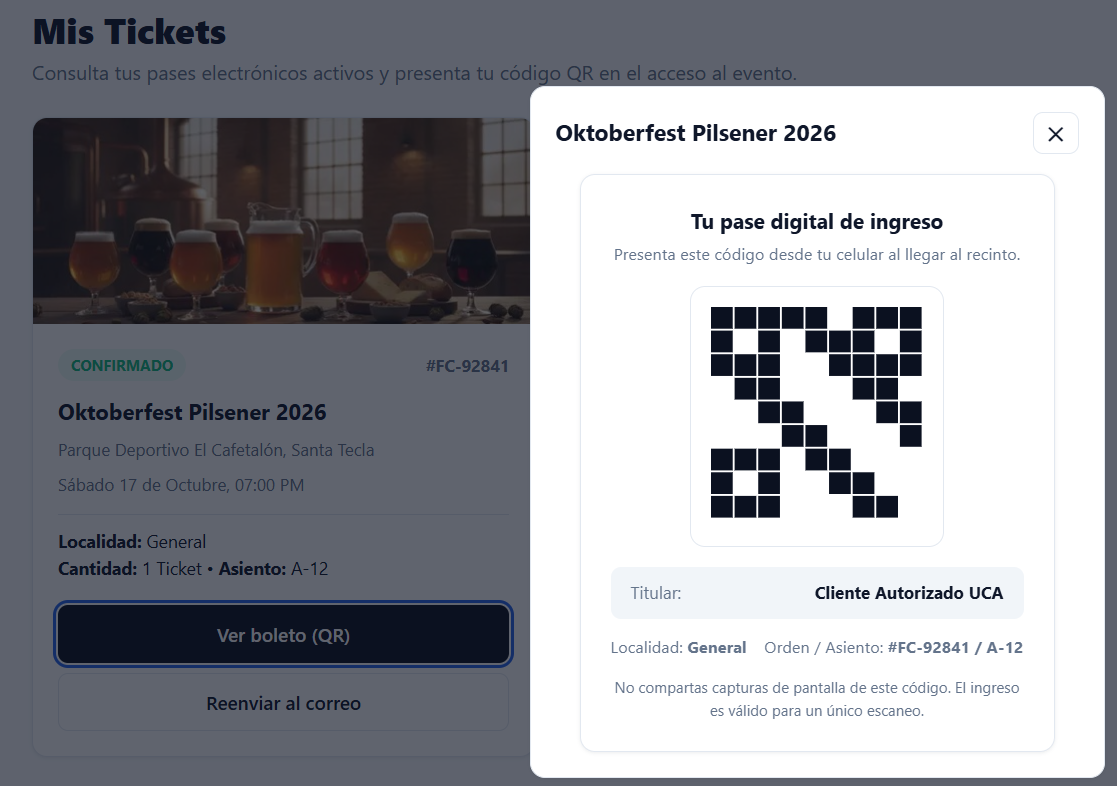 Mis Tickets
Consulta tus pases electrónicos activos y presenta tu código QR en el acceso al evento.
CONFIRMADO
#FC-92841
Oktoberfest Pilsener 2026
Parque Deportivo El Cafetalón, Santa Tecla
Sábado 17 de Octubre, 07:00 PM
Localidad: General
Cantidad: 1 Ticket • Asiento: A-12
Ver boleto (QR)
Reenviar al correo
Oktoberfest Pilsener 2026
Tu pase digital de ingreso
Presenta este código desde tu celular al llegar al recinto.
Titular: Cliente Autorizado UCA
Localidad: General Orden / Asiento: #FC-92841 / A-12
No compartas capturas de pantalla de este código. El ingreso
es válido para un único escaneo.